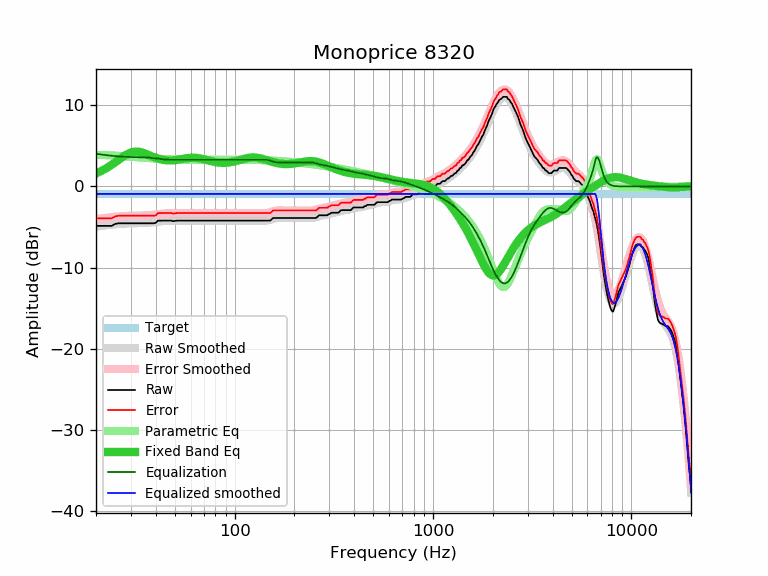 Monoprice 8320
Amplitude (dBr)
10
0
−10
−20
−30
−40
Target
Raw Smoothed
Error Smoothed
Raw
Error
Parametric Eq
Fixed Band Eq
Equalization
Equalized smoothed
100
1000
10000
Frequency (Hz)